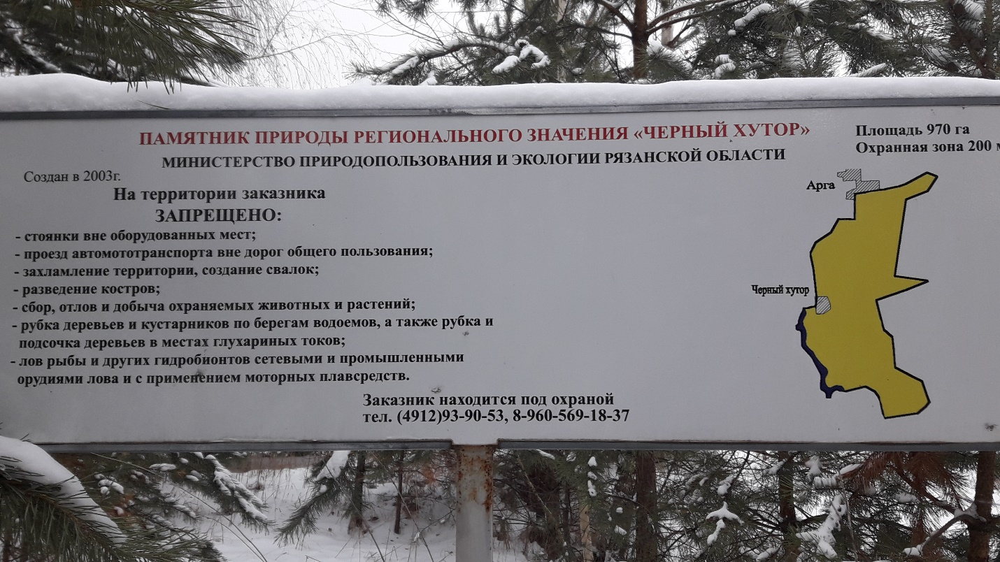 ПАМЯТНИК ПРИРОДЫ РЕГИОНАЛЬНОГО ЗНАЧЕНИЯ «ЧЕРНЫЙ ХУТОР»
МИНИСТЕРСТВО ПРИРОДОПОЛЬЗОВАНИЯ И ЭКОЛОГИИ РЯЗАНСКОЙ ОБЛАСТИ
Площадь 970 га
Охранная зона 200 м
Создан в 2003г.
На территории заказника
ЗАПРЕЩЕНО:
- стоянки вне оборудованных мест;
- проезд автомототранспорта вне дорог общего пользования;
- захламление территории, создание свалок;
- разведение костров;
- сбор, отлов и добыча охраняемых животных и растений;
- рубка деревьев и кустарников по берегам водоемов, а также рубка и
подсочка деревьев в местах глухариных токов;
- лов рыбы и других гидробионтов сетевыми и промышленными
орудиями лова и с применением моторных плавсредств.
Заказник находится под охраной
тел. (4912)93-90-53, 8-960-569-18-37
Арга
Черный хутор